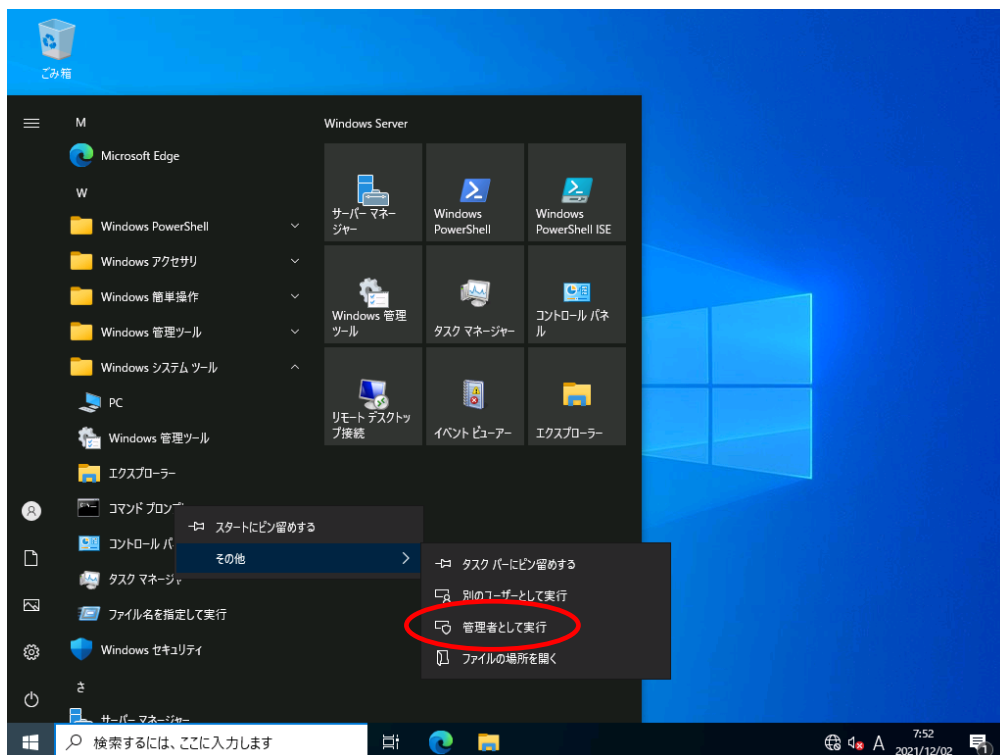 ごみ箱
M
Microsoft Edge
W
Windows PowerShell
Windows アクセサリ
Windows 簡単操作
Windows 管理ツール
Windows システム ツール
PC
Windows 管理ツール
エクスプローラー
コマンド プロンプ
コントロール パ
タスク マネージャ
ファイル名を指定して実行
Windows セキュリティ
さ
サーバー マネージャー
Windows Server
サーバー マネー
ジャー
Windows
PowerShell
Windows
PowerShell ISE
Windows 管理
ツール
タスク マネージャー
コントロール パネ
ル
リモート デスクトッ
プ接続
イベント ビューアー
エクスプローラー
スタートにピン留めする
その他
タスク バーにピン留めする
別のユーザーとして実行
管理者として実行
ファイルの場所を開く
検索するには、ここに入力します
A
7:52
2021/12/02